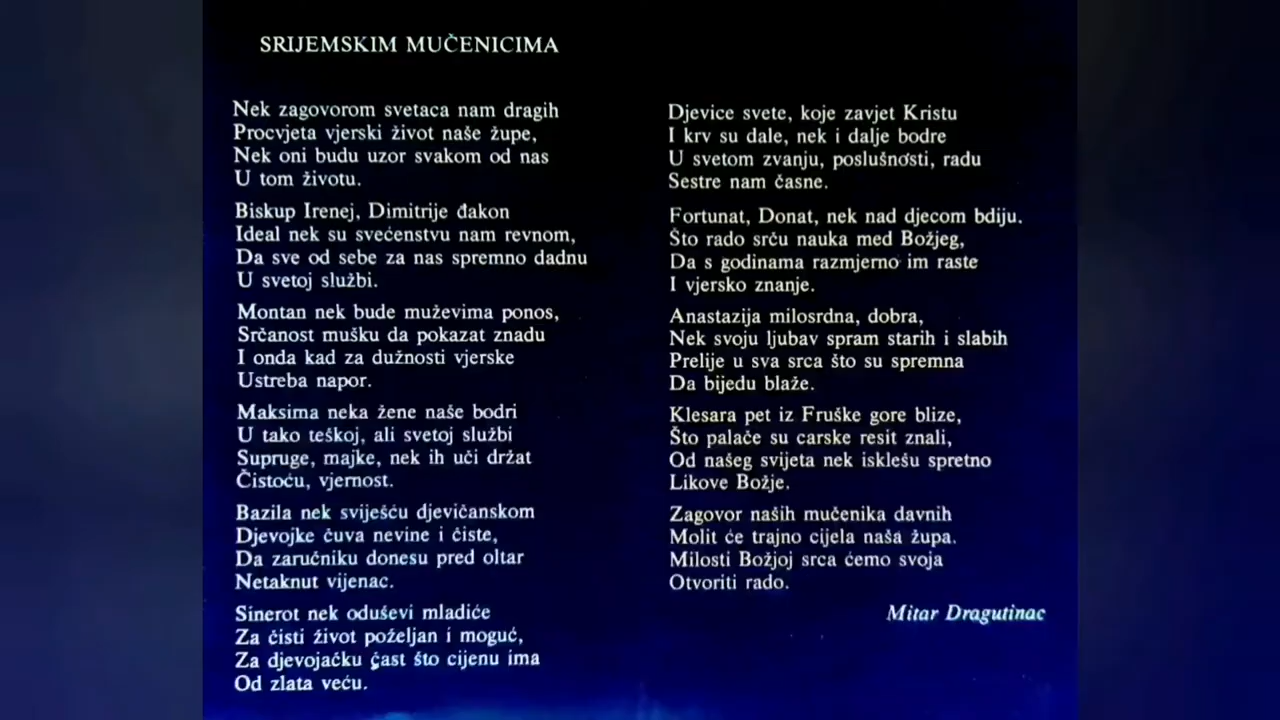 SRIJEMSKIM MUČENICIMA
Nek zagovorom svetaca nam dragih
Procvjeta vjerski život naše župe,
Nek oni budu uzor svakom od nas
U tom životu.
Biskup Irenej, Dimitrije đakon
Ideal nek su svećenstvu nam revnom,
Da sve od sebe za nas spremno dadnu
U svetoj službi.
Montan nek bude muževima ponos,
Srčanost mušku da pokazat znadu
I onda kad za dužnosti vjerske
Ustreba napor.
Maksima neka žene naše bodri
U tako teškoj, ali svetoj službi
Supruge, majke, nek ih uči držat
Čistoću, vjernost.
Bazila nek sviješću djevičanskom
Djevojke čuva nevine i čiste,
Da zaručniku donesu pred oltar
Netaknut vijenac.
Sinerot nek oduševi mladiće
Za čisti život poželjan i moguć,
Za djevojačku čast što cijenu ima
Od zlata veću.
Djevice svete, koje zavjet Kristu
I krv su dale, nek i dalje bodre
U svetom zvanju, poslušnosti, radu
Sestre nam časne.
Fortunat, Donat, nek nad djecom bdiju.
Što rado srču nauka med Božjeg,
Da s godinama razmjerno im raste
I vjersko znanje.
Anastazija milosrdna, dobra,
Nek svoju ljubav spram starih i slabih
Prelije u sva srca što su spremna
Da bijedu blaže.
Klesara pet iz Fruške gore blize,
Što palače su carske resit znali,
Od našeg svijeta nek isklešu spretno
Likove Božje.
Zagovor naših mučenika davnih
Molit će trajno cijela naša župa.
Milosti Božjoj srca ćemo svoja
Otvoriti rado.
Mitar Dragutinac